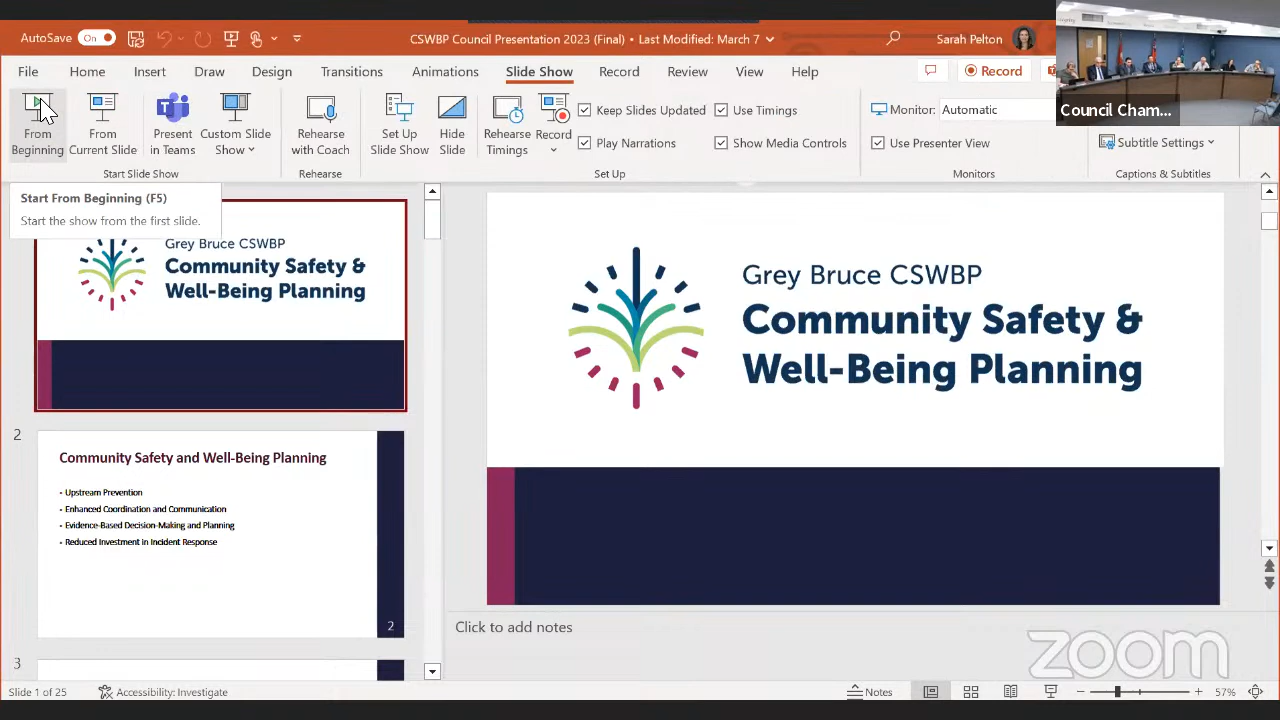 AutoSave On
CSWBP Council Presentation 2023 (Final) • Last Modified: March 7
Sarah Pelton
File Home Insert Draw Design Transitions Animations Slide Show Record Review View Help
Record
From Beginning
From Current Slide
Present in Teams
Custom Slide Show
Rehearse with Coach
Set Up Slide Show
Hide Slide
Rehearse Timings
Record
Keep Slides Updated
Play Narrations
Use Timings
Show Media Controls
Monitor: Automatic
Use Presenter View
Subtitle Settings
Start Slide Show
Rehearse
Set Up
Monitors
Captions & Subtitles
Council Cham...
Start From Beginning (F5)
Start the show from the first slide.
Grey Bruce CSWBP
Community Safety &
Well-Being Planning
2
Community Safety and Well-Being Planning
- Upstream Prevention
- Enhanced Coordination and Communication
- Evidence-Based Decision-Making and Planning
- Reduced Investment in Incident Response
2
3
Grey Bruce CSWBP
Community Safety &
Well-Being Planning
Click to add notes
zoom
Slide 1 of 25
Accessibility: Investigate
Notes
57%